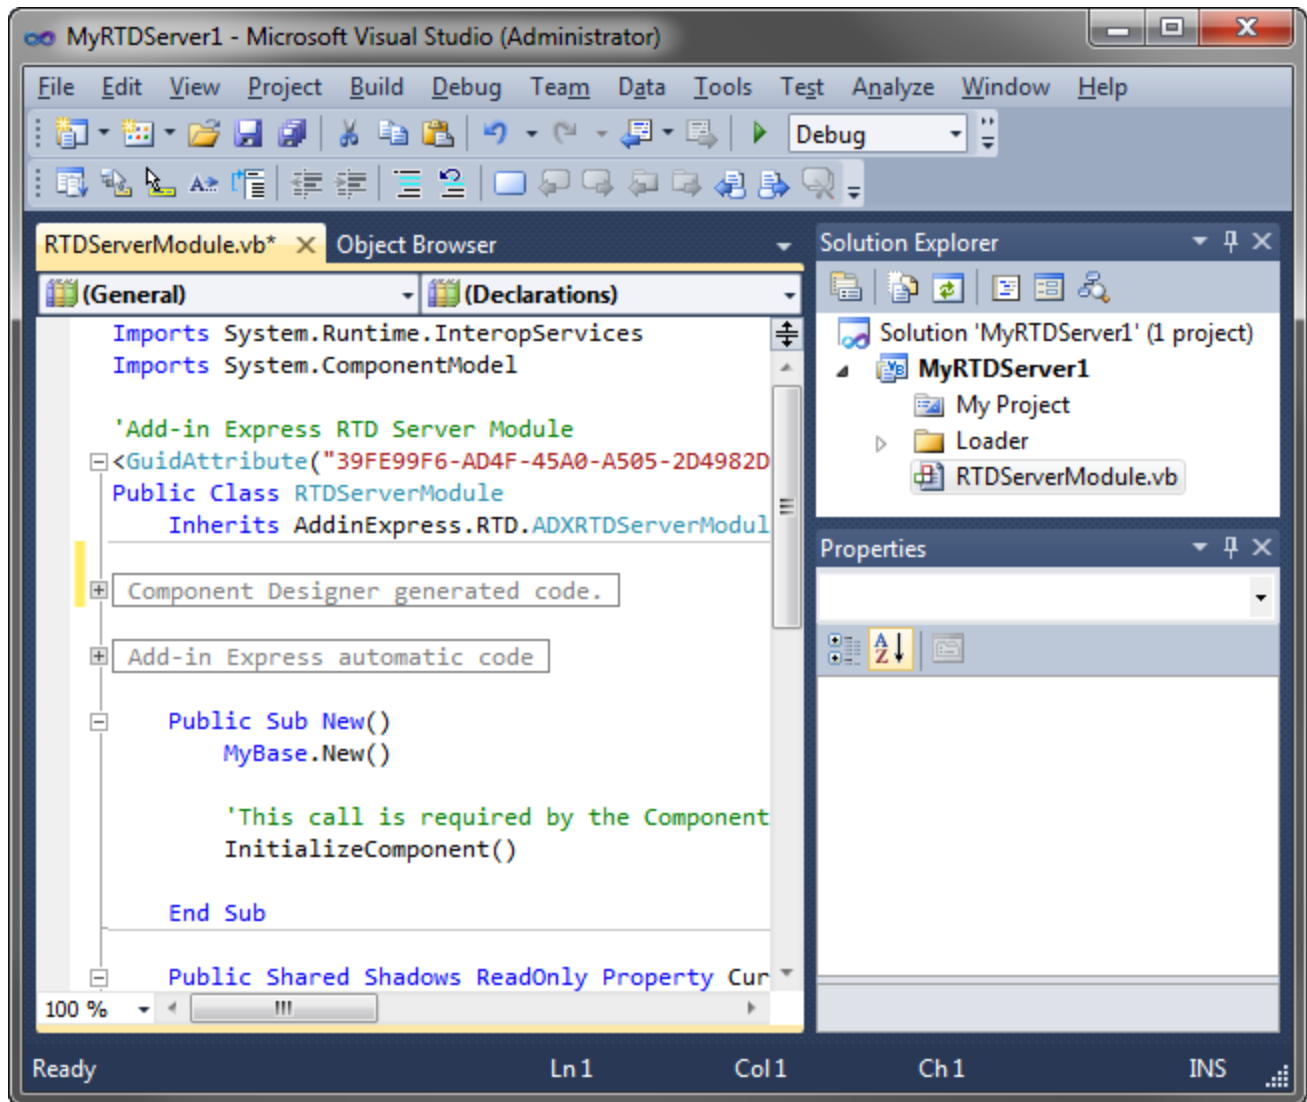 MyRTDServer1 - Microsoft Visual Studio (Administrator)
File Edit View Project Build Debug Team Data Tools Test Analyze Window Help
Debug
RTDServerModule.vb* Object Browser
(General) (Declarations)
Imports System.Runtime.InteropServices
Imports System.ComponentModel
'Add-in Express RTD Server Module
<GuidAttribute("39FE99F6-AD4F-45A0-A505-2D4982D
Public Class RTDServerModule
Inherits AddinExpress.RTD.ADXRTDServerModul
Component Designer generated code.
Add-in Express automatic code
Public Sub New()
MyBase.New()
'This call is required by the Component
InitializeComponent()
End Sub
Public Shared Shadows ReadOnly Property Cur
100 %
Solution Explorer
Solution 'MyRTDServer1' (1 project)
MyRTDServer1
My Project
Loader
RTDServerModule.vb
Properties
Ready Ln 1 Col 1 Ch 1 INS